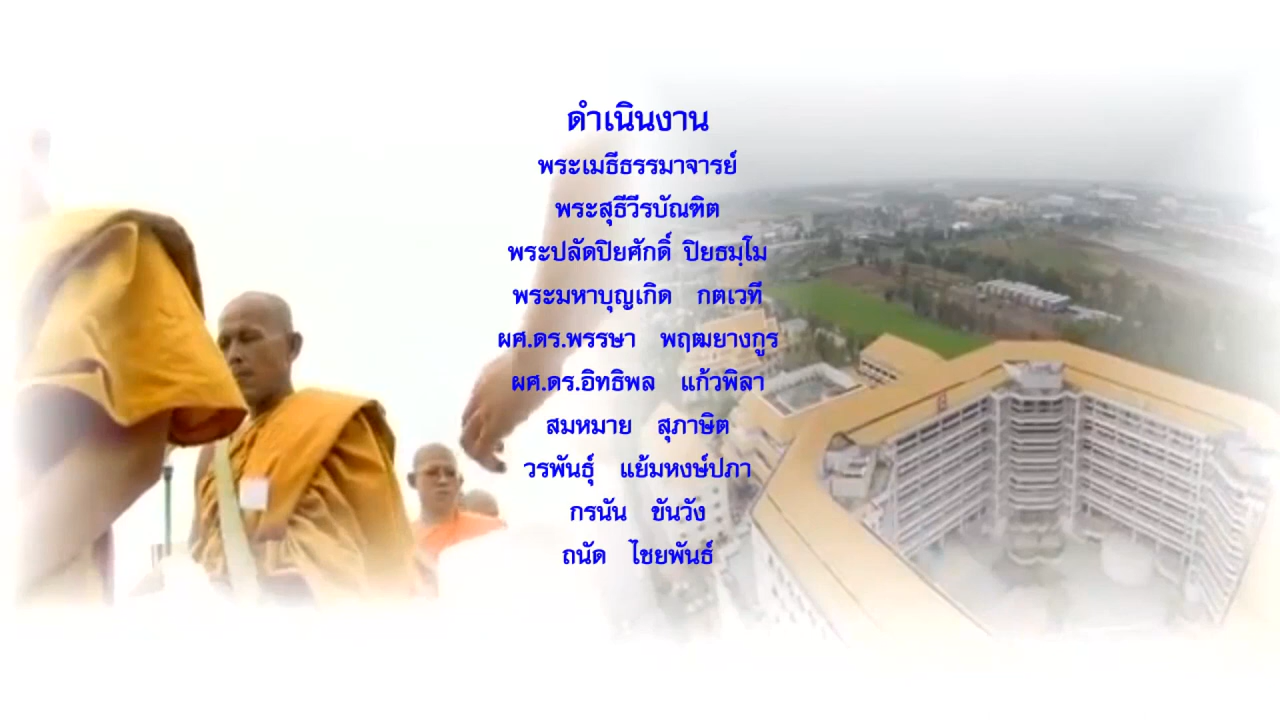 ดำเนินงาน
พระเมธีธรรมาจารย์
พระสุธีวีรบัณฑิต
พระปลัดปิยศักดิ์ ปิยธมฺโม
พระมหาบุญเกิด กตเวที
ผศ.ดร.พรรษา พฤฒยางกูร
ผศ.ดร.อิทธิพล แก้วพิลา
สมหมาย สุภาษิต
วรพันธุ์ แย้มหงษ์ปภา
กรนัน ขันวัง
ถนัด ไชยพันธ์